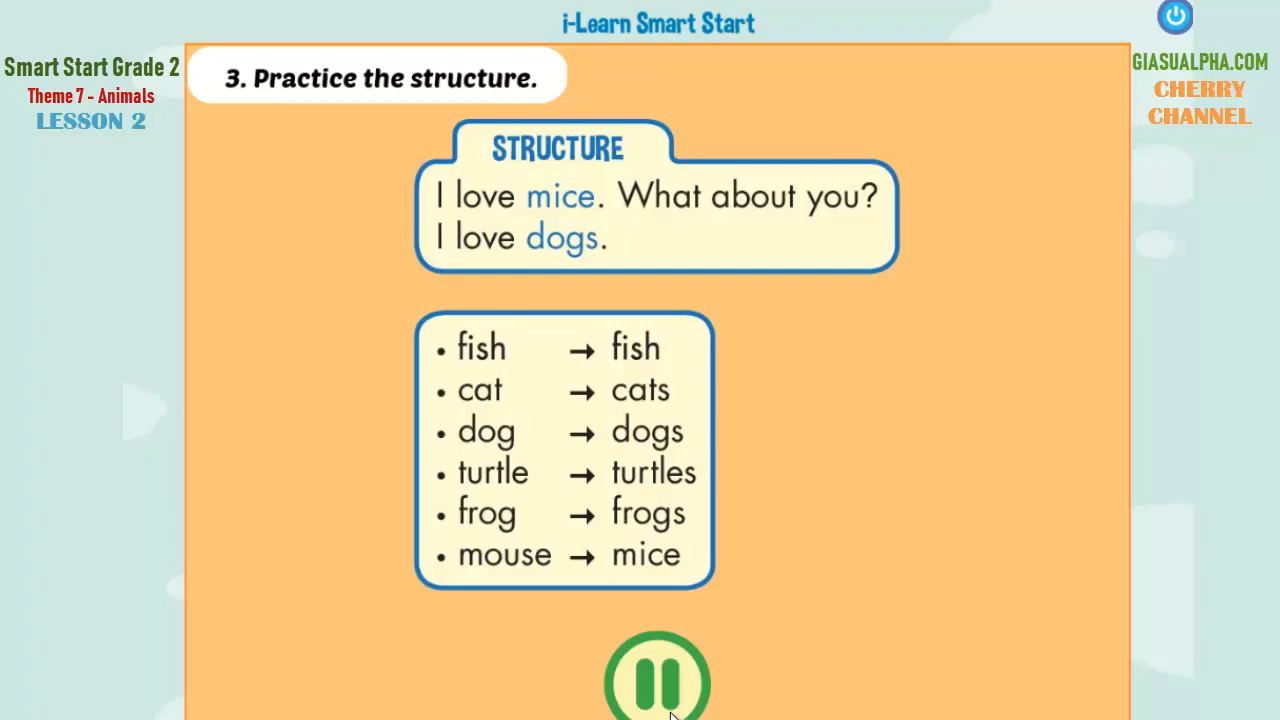 i-Learn Smart Start
Smart Start Grade 2
Theme 7 - Animals
LESSON 2
GIASUALPHA.COM
CHERRY
CHANNEL
3. Practice the structure.
STRUCTURE
I love mice. What about you?
I love dogs.
• fish → fish
• cat → cats
• dog → dogs
• turtle → turtles
• frog → frogs
• mouse → mice